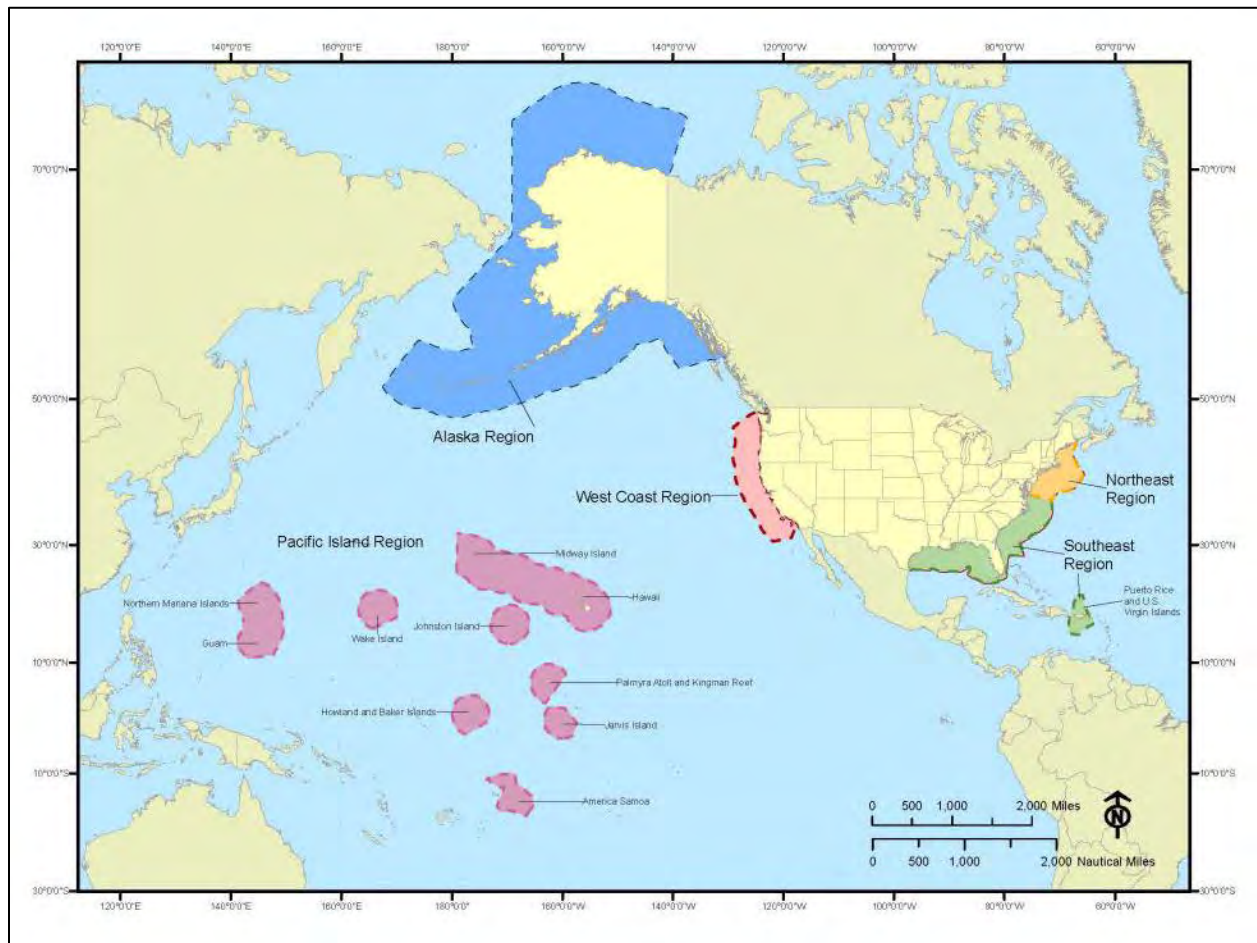 120°0'0"E 140°0'0"E 160°0'0"E 180°0'0" 160°0'0"W 140°0'0"W 120°0'0"W 100°0'0"W 80°0'0"W 60°0'0"W
70°0'0"N 70°0'0"N
50°0'0"N 50°0'0"N
Alaska Region
West Coast Region
Northeast
Region
Southeast
Region
30°0'0"N 30°0'0"N
Pacific Island Region
Midway Island
Hawaii
Puerto Rice
and U.S.
Virgin Islands
Northern Mariana Islands
Guam
Wake Island
Johnston Island
10°0'0"N 10°0'0"N
Palmyra Atoll and Kingman Reef
Howland and Baker Islands
Jarvis Island
10°0'0"S 10°0'0"S
America Samoa
0 500 1,000 2,000 Miles
N
0 500 1,000 2,000 Nautical Miles
30°0'0"S 30°0'0"S
120°0'0"E 140°0'0"E 160°0'0"E 180°0'0" 160°0'0"W 140°0'0"W 120°0'0"W 100°0'0"W 80°0'0"W 60°0'0"W